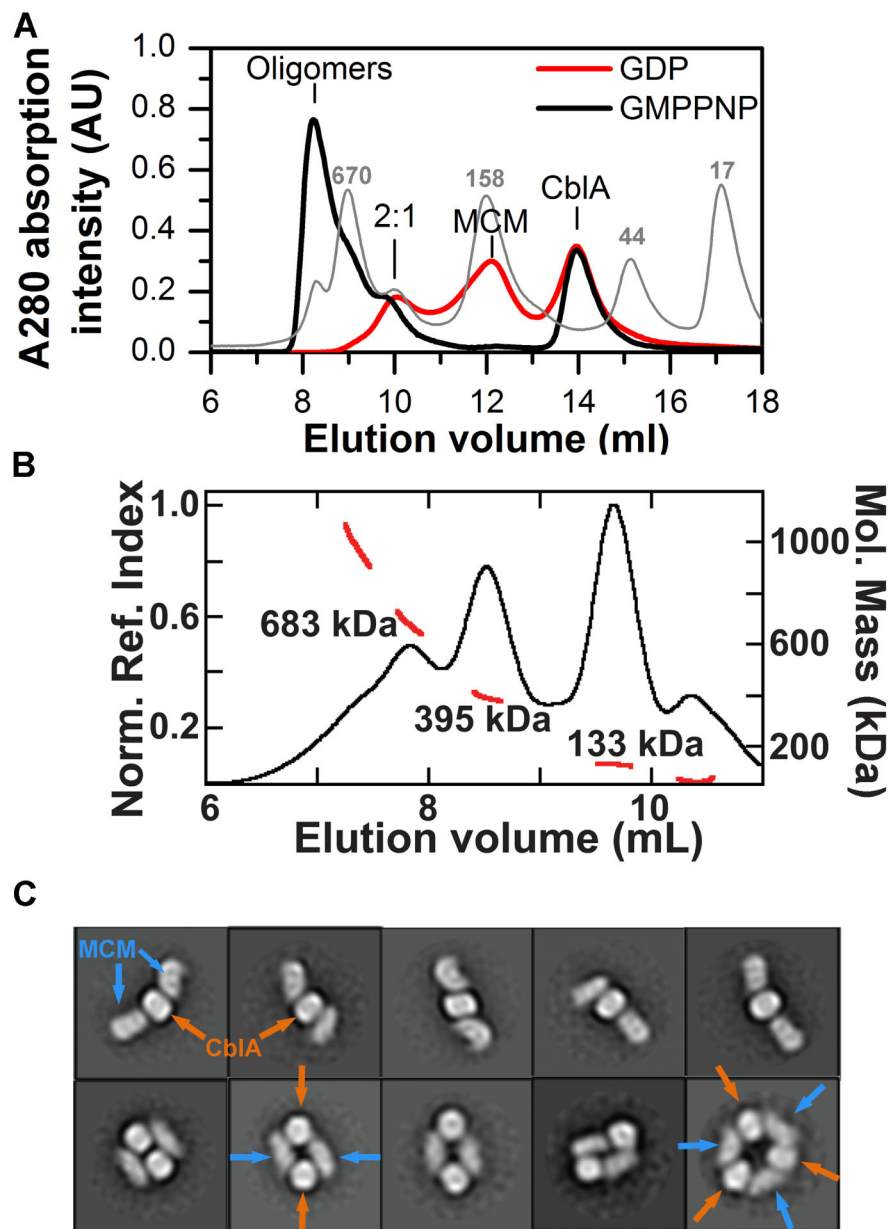 A
A280 absorption
intensity (AU)
1.0
0.8
0.6
0.4
0.2
0.0
Oligomers
GDP
GMPPNP
670
2:1
158
MCM
CblA
44
17
6 8 10 12 14 16 18
Elution volume (ml)
B
Norm. Ref. Index
1.0
0.6
0.2
683 kDa
395 kDa
133 kDa
1000
600
200
Mol. Mass (kDa)
6 8 10
Elution volume (mL)
C
MCM
CblA